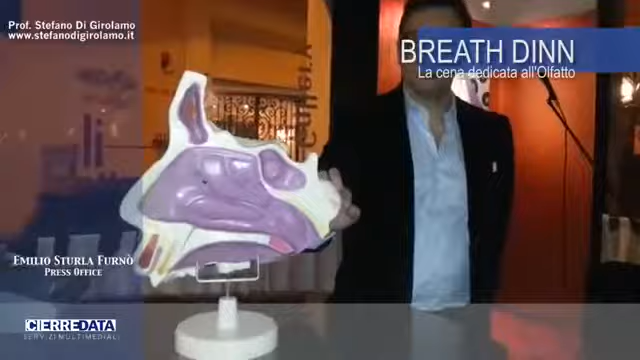 Prof. Stefano Di Girolamo
www.stefanodigirolamo.it
BREATH DINN
La cena dedicata all'Olfatto
EMILIO STURLA FURNÒ
PRESS OFFICE
CIERREDATA
SERVIZI MULTIMEDIALI